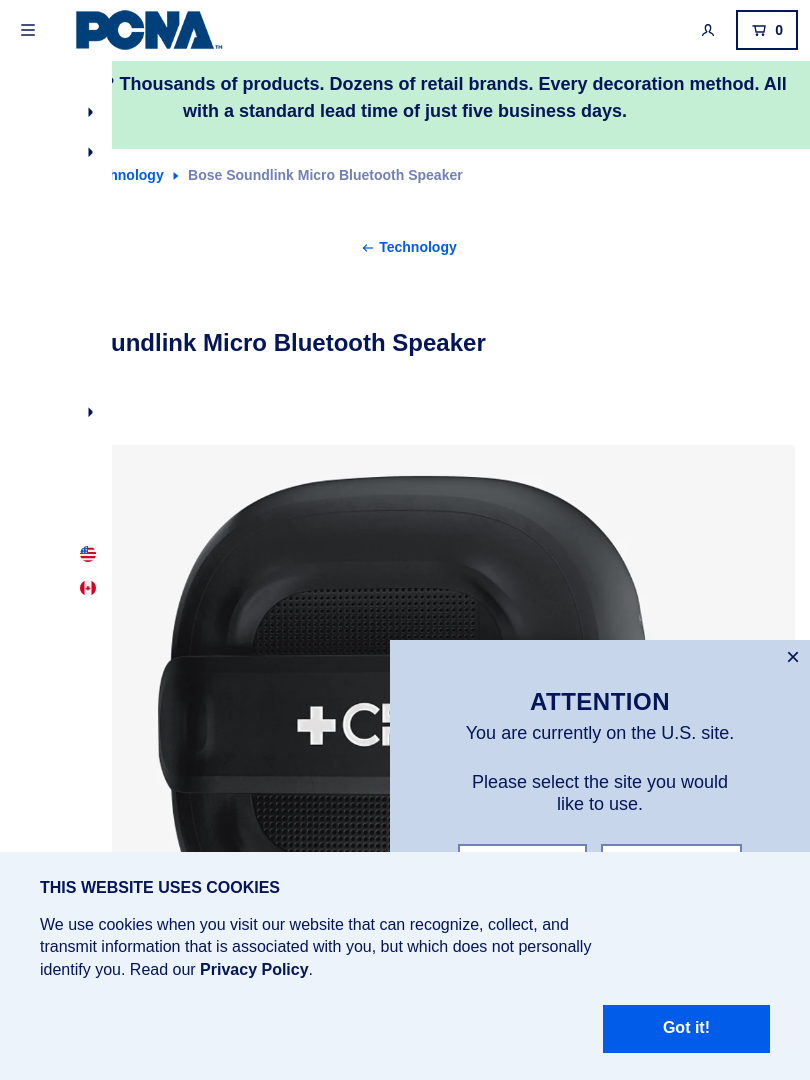 PCNA™
0
? Thousands of products. Dozens of retail brands. Every decoration method. All
with a standard lead time of just five business days.
hnology Bose Soundlink Micro Bluetooth Speaker
Technology
undlink Micro Bluetooth Speaker
ATTENTION
You are currently on the U.S. site.
Please select the site you would
like to use.
THIS WEBSITE USES COOKIES
We use cookies when you visit our website that can recognize, collect, and
transmit information that is associated with you, but which does not personally
identify you. Read our Privacy Policy.
Got it!